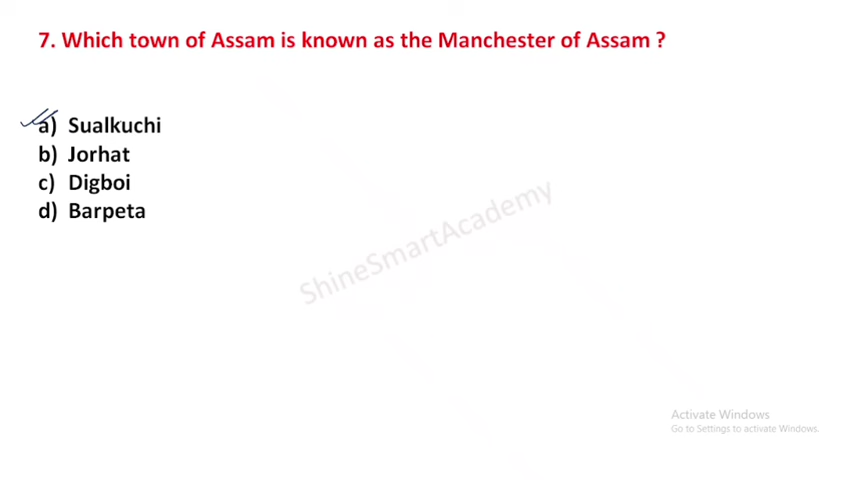 7. Which town of Assam is known as the Manchester of Assam ?
a) Sualkuchi
b) Jorhat
c) Digboi
d) Barpeta
ShineSmartAcademy
Activate Windows
Go to Settings to activate Windows.